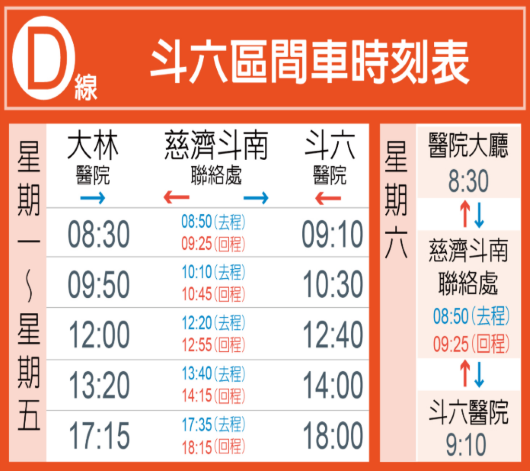 D線
斗六區間車時刻表
星期一～星期五
大林 慈濟斗南 斗六
醫院 聯絡處 醫院
→ ← → ←
08:30 08:50(去程) 09:10
09:25(回程)
09:50 10:10(去程) 10:30
10:45(回程)
12:00 12:20(去程) 12:40
12:55(回程)
13:20 13:40(去程) 14:00
14:15(回程)
17:15 17:35(去程) 18:00
18:15(回程)
星期六
醫院大廳
8:30
↑↓
慈濟斗南
聯絡處
08:50(去程)
09:25(回程)
↑↓
斗六醫院
9:10